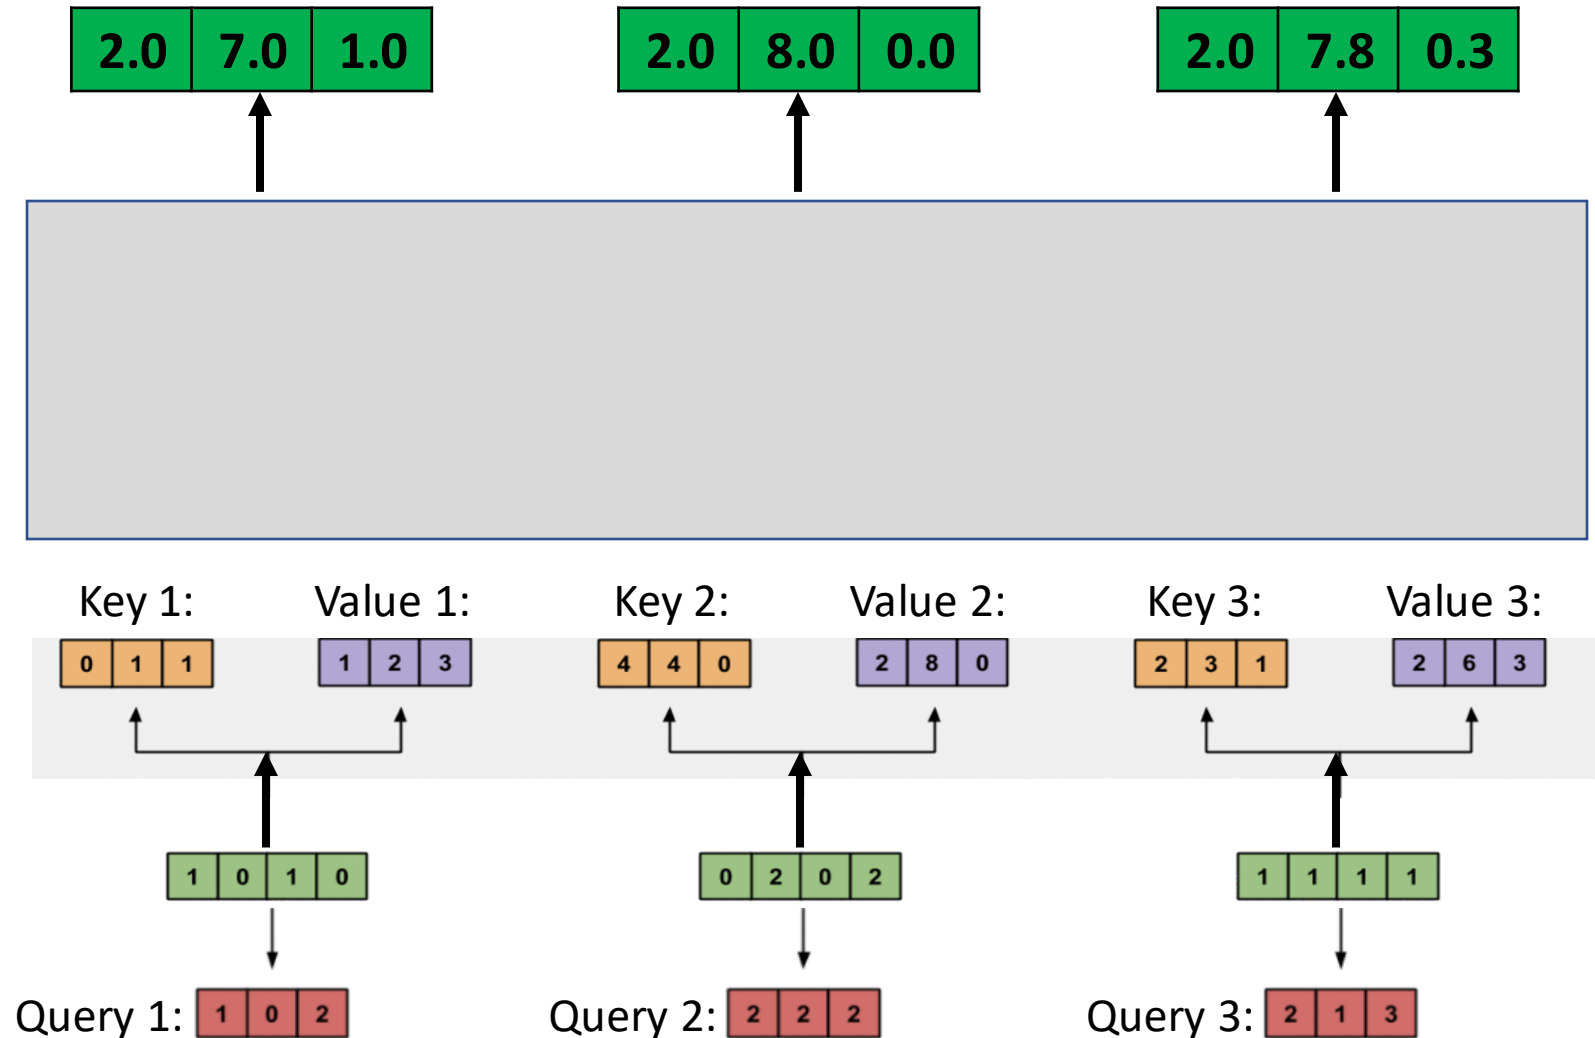 2.0 7.0 1.0 2.0 8.0 0.0 2.0 7.8 0.3
Key 1: Value 1: Key 2: Value 2: Key 3: Value 3:
0 1 1 1 2 3 4 4 0 2 8 0 2 3 1 2 6 3
1 0 1 0 0 2 0 2 1 1 1 1
Query 1: 1 0 2 Query 2: 2 2 2 Query 3: 2 1 3